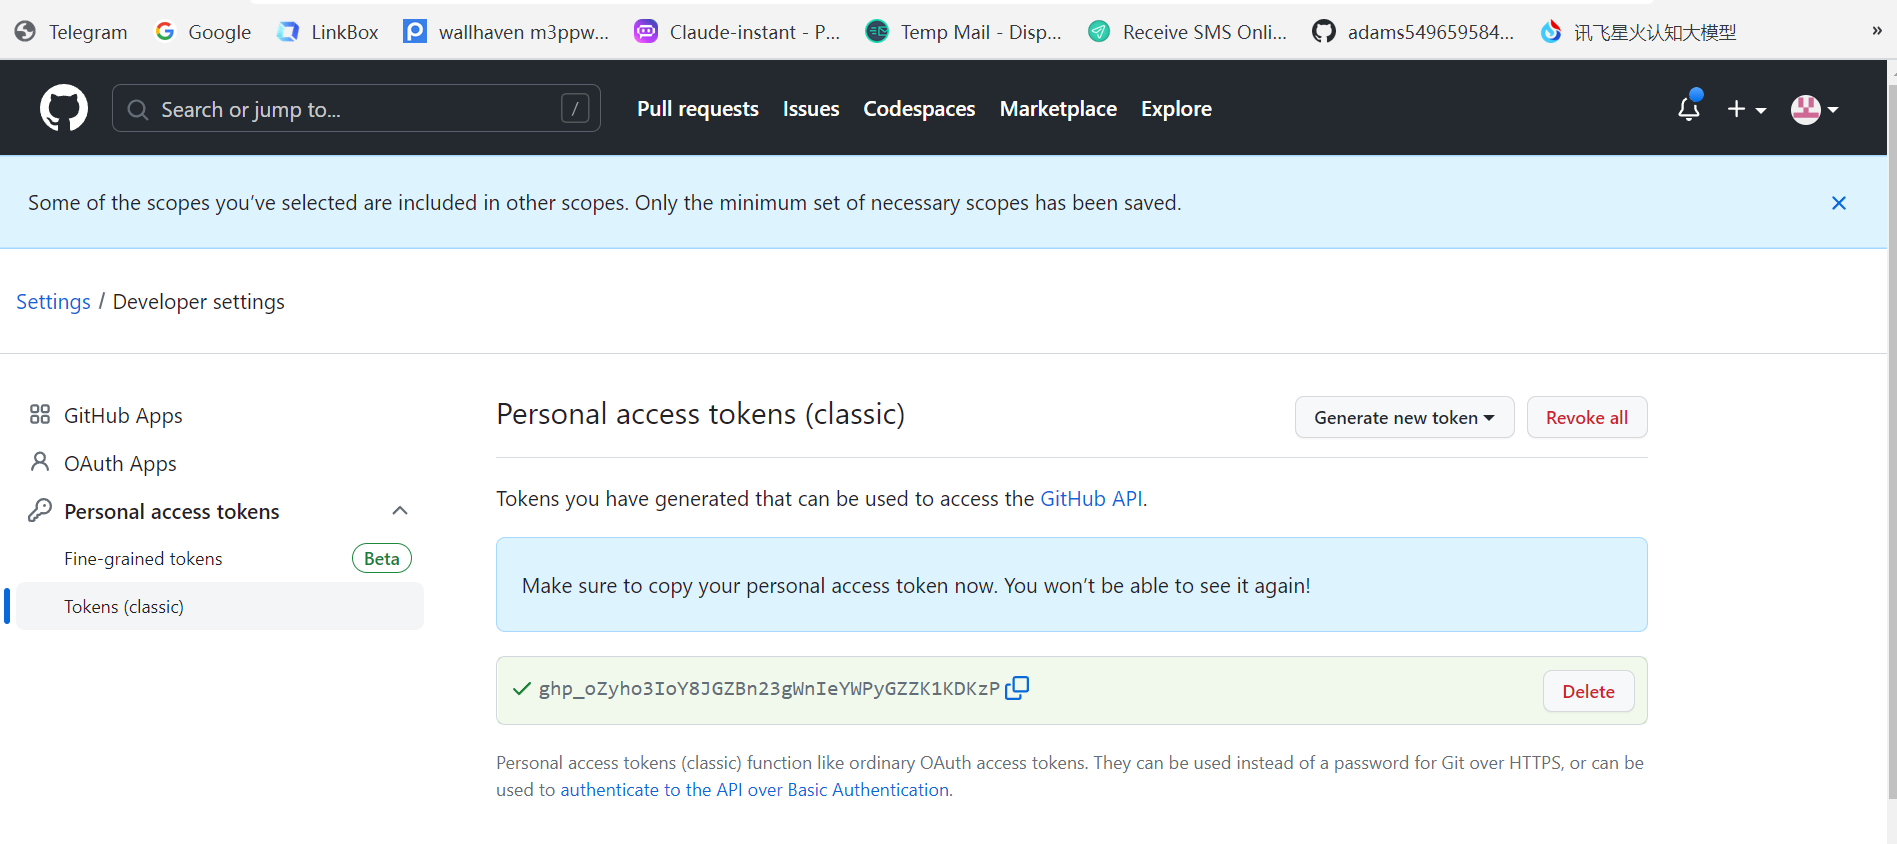 Telegram
Google
LinkBox
wallhaven m3ppw...
Claude-instant - P...
Temp Mail - Disp...
Receive SMS Onli...
adams549659584...
讯飞星火认知大模型
»
Search or jump to...
/
Pull requests
Issues
Codespaces
Marketplace
Explore
Some of the scopes you’ve selected are included in other scopes. Only the minimum set of necessary scopes has been saved.
Settings / Developer settings
GitHub Apps
OAuth Apps
Personal access tokens
Fine-grained tokens
Beta
Tokens (classic)
Personal access tokens (classic)
Generate new token
Revoke all
Tokens you have generated that can be used to access the GitHub API.
Make sure to copy your personal access token now. You won’t be able to see it again!
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
Delete
Personal access tokens (classic) function like ordinary OAuth access tokens. They can be used instead of a password for Git over HTTPS, or can be
used to authenticate to the API over Basic Authentication.